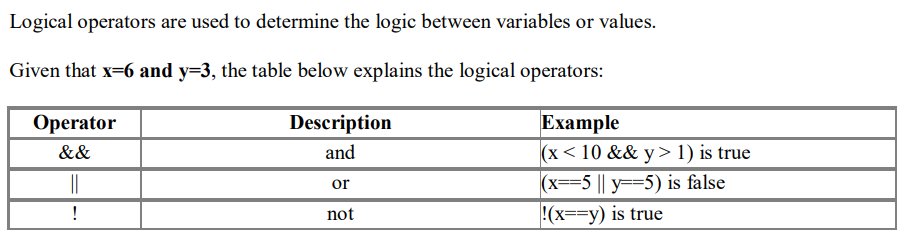 Logical operators are used to determine the logic between variables or values.
Given that x=6 and y=3, the table below explains the logical operators:
Operator Description Example
&& and (x < 10 && y > 1) is true
|| or (x==5 || y==5) is false
! not !(x==y) is true